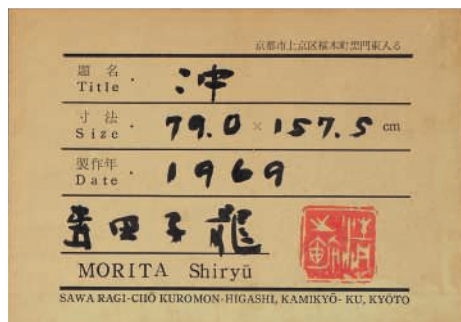 京都市上京区椹木町黒門東入る
題 名
Title . 冲
寸 法
Size . 79.0 × 157.5 cm
製作年
Date . 1969
森田子龍
MORITA Shiryū
SAWA RAGI-CHŌ KUROMON-HIGASHI, KAMIKYŌ- KU, KYŌTO